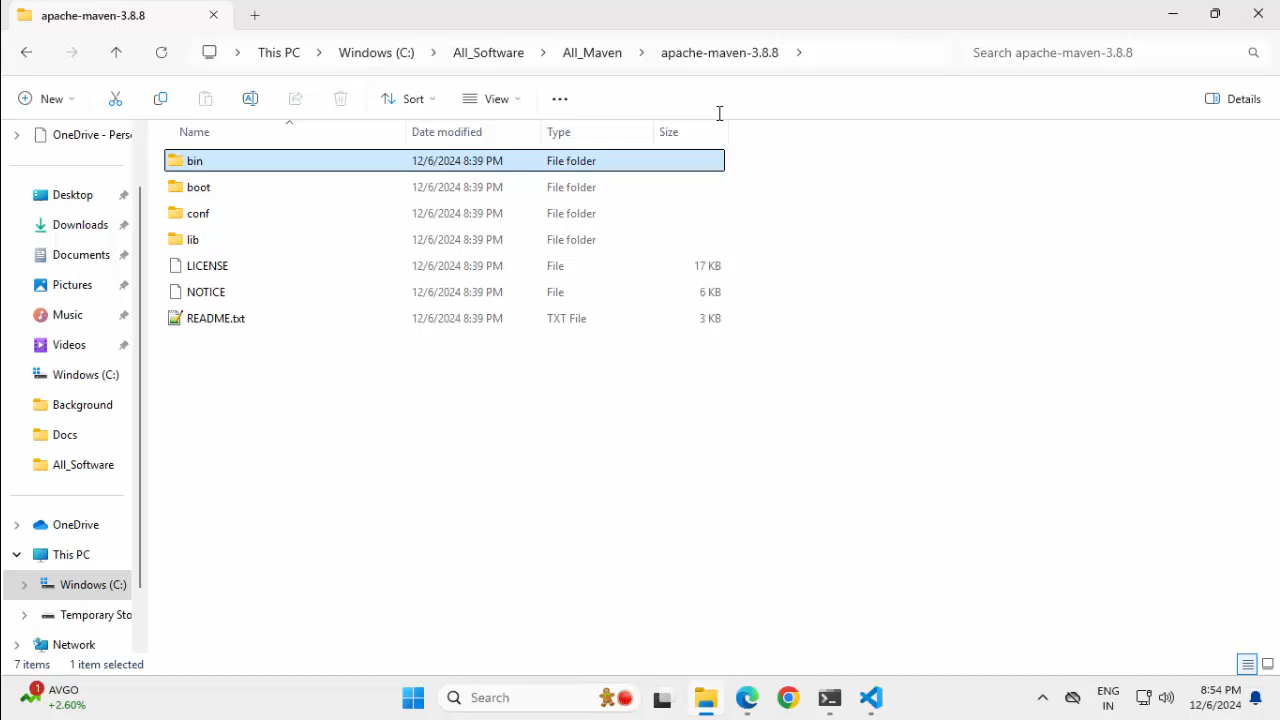 apache-maven-3.8.8
This PC > Windows (C:) > All_Software > All_Maven > apache-maven-3.8.8 >
Search apache-maven-3.8.8
New
Sort
View
Details
Name Date modified Type Size
bin 12/6/2024 8:39 PM File folder
boot 12/6/2024 8:39 PM File folder
conf 12/6/2024 8:39 PM File folder
lib 12/6/2024 8:39 PM File folder
LICENSE 12/6/2024 8:39 PM File 17 KB
NOTICE 12/6/2024 8:39 PM File 6 KB
README.txt 12/6/2024 8:39 PM TXT File 3 KB
OneDrive - Pers
Desktop
Downloads
Documents
Pictures
Music
Videos
Windows (C:)
Background
Docs
All_Software
OneDrive
This PC
Windows (C:)
Temporary Sto
Network
7 items 1 item selected
1
AVGO
+2.60%
Search
ENG
IN
8:54 PM
12/6/2024